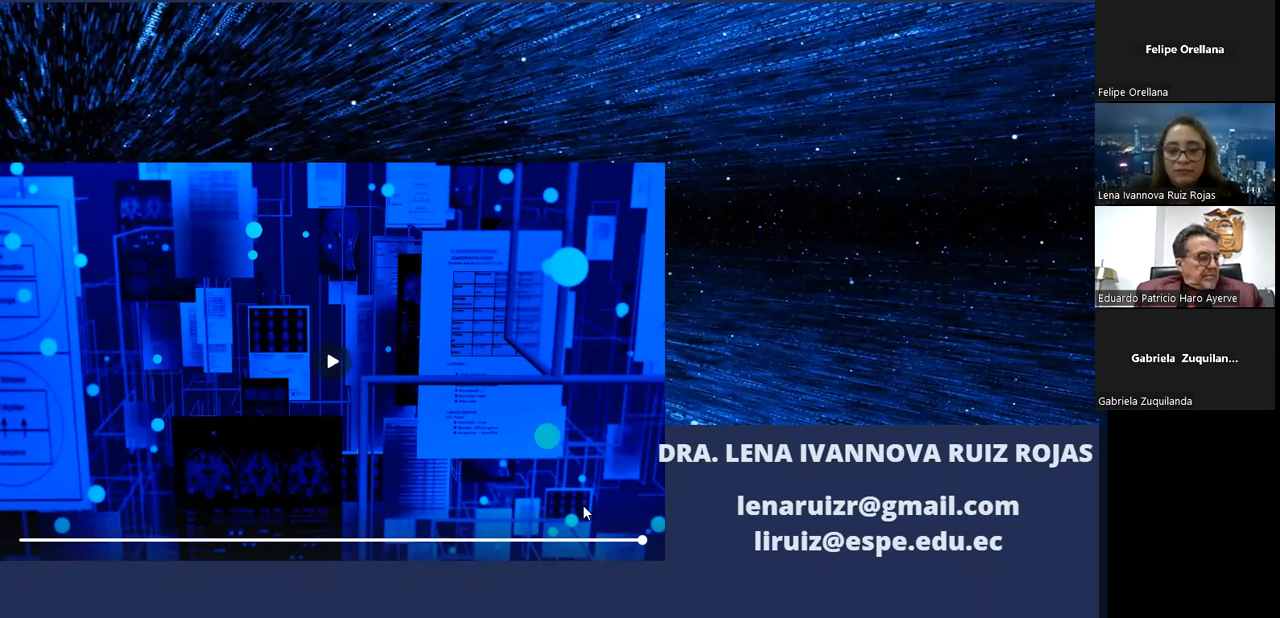 DRA. LENA IVANNOVA RUIZ ROJAS
lenaruizr@gmail.com
liruiz@espe.edu.ec
Felipe Orellana
Felipe Orellana
Lena Ivannova Ruiz Rojas
Eduardo Patricio Haro Ayerve
Gabriela Zuquilan...
Gabriela Zuquilanda